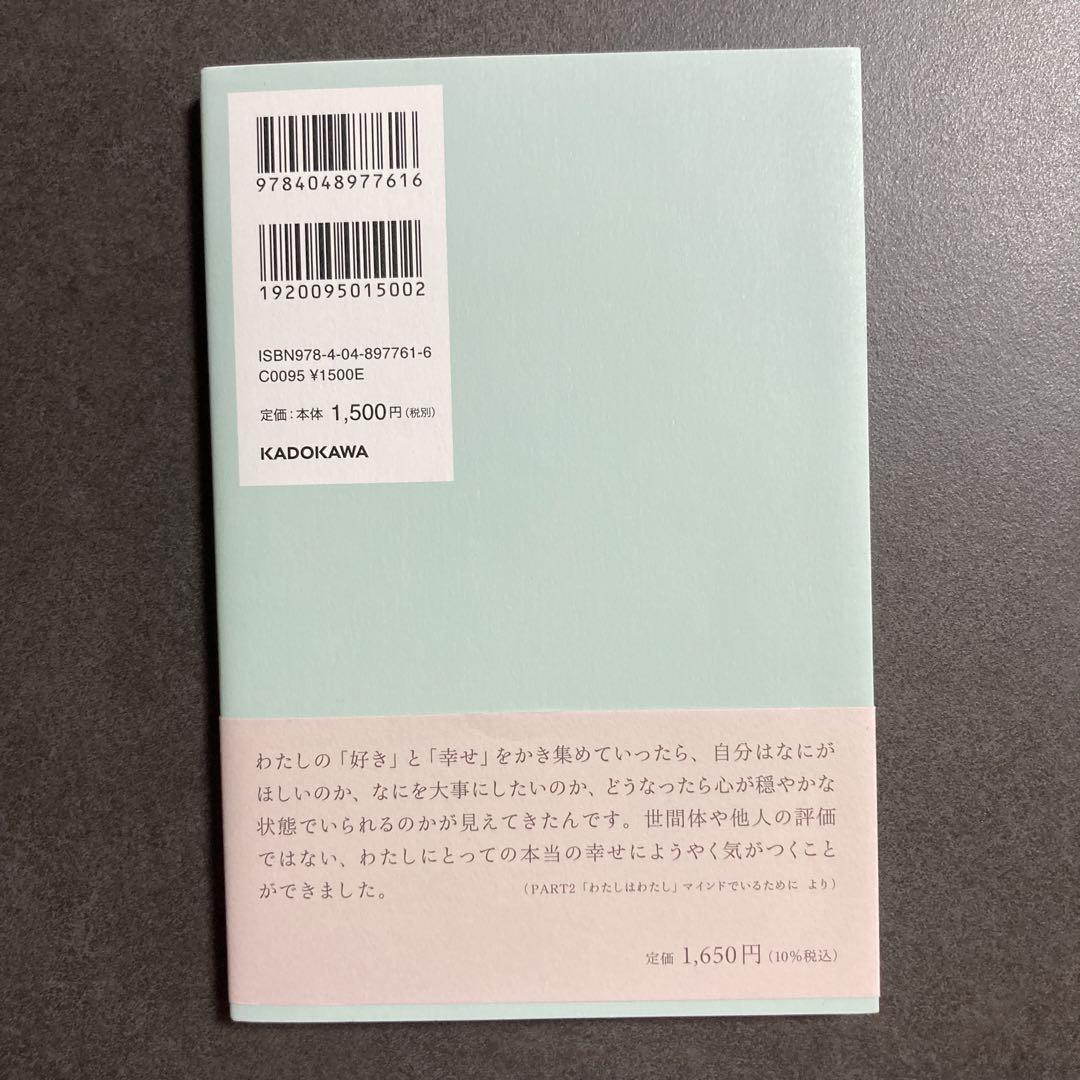 9784048977616
1920095015002
ISBN978-4-04-897761-6
C0095 ¥1500E
定価：本体 1,500円（税別）
KADOKAWA
わたしの「好き」と「幸せ」をかき集めていったら、自分はなにが
ほしいのか、なにを大事にしたいのか、どうなったら心が穏やかな
状態でいられるのかが見えてきたんです。世間体や他人の評価
ではない、わたしにとっての本当の幸せにようやく気がつくこと
ができました。
（PART2「わたしはわたし」マインドでいるために より）
定価 1,650円（10%税込）